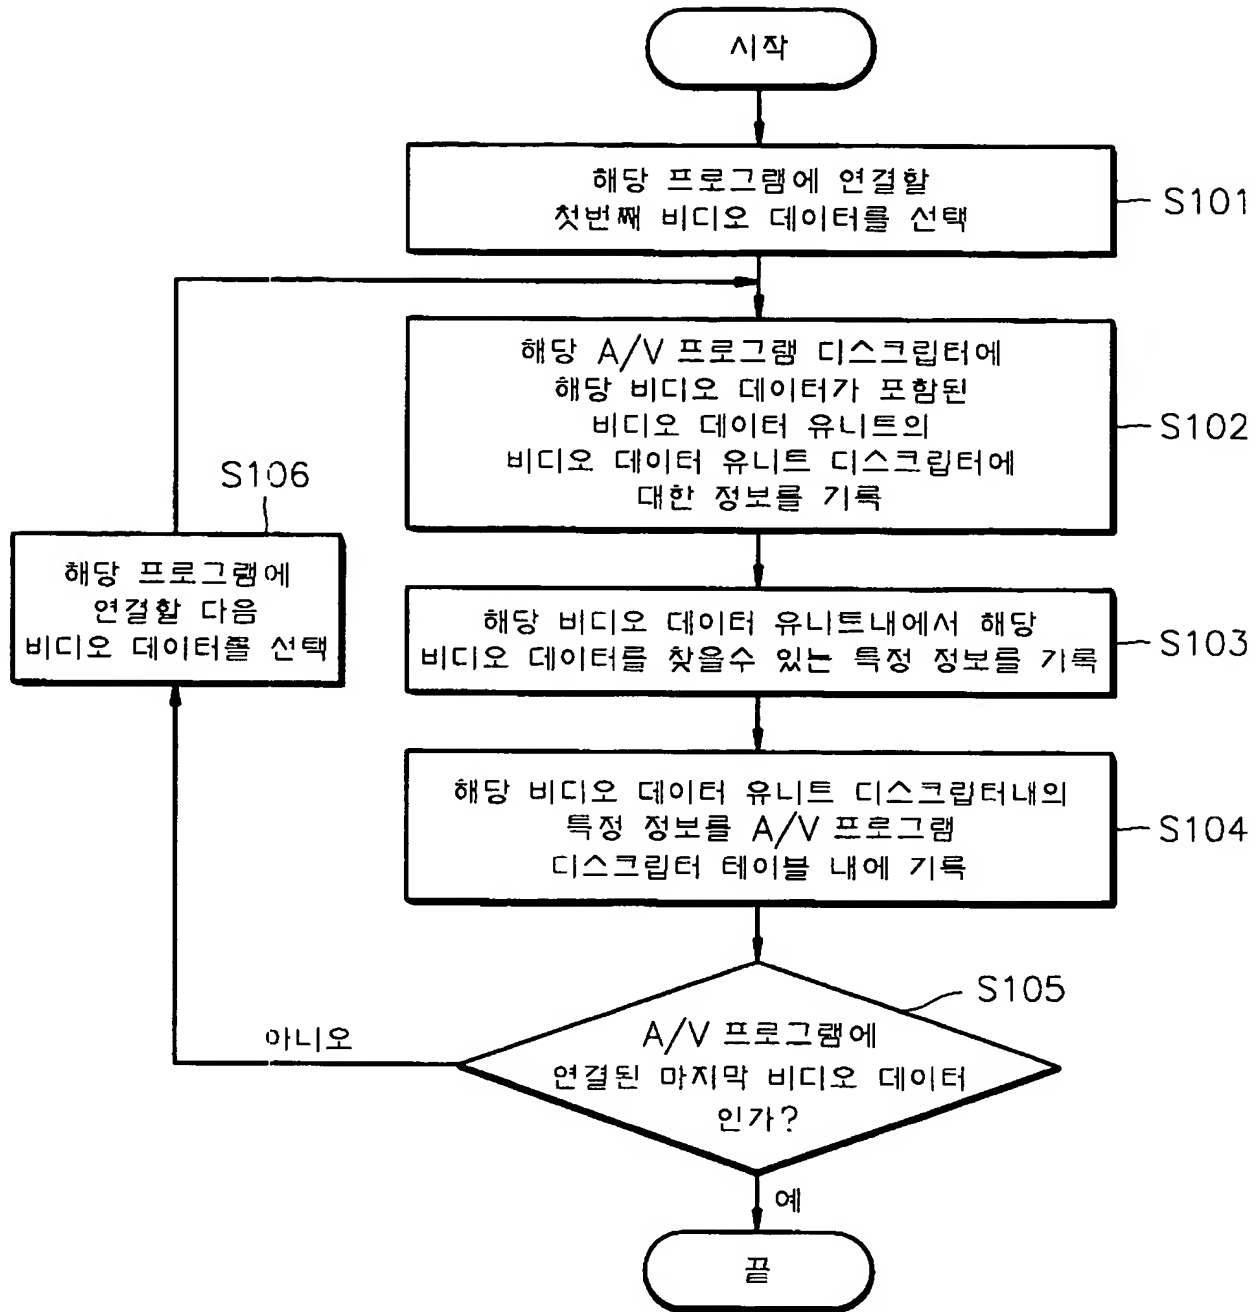 시작
해당 프로그램에 연결할
첫번째 비디오 데이터를 선택
S101
해당 A/V 프로그램 디스크립터에
해당 비디오 데이터가 포함된
비디오 데이터 유니트의
비디오 데이터 유니트 디스크립터에
대한 정보를 기록
S102
S106
해당 프로그램에
연결할 다음
비디오 데이터를 선택
해당 비디오 데이터 유니트내에서 해당
비디오 데이터를 찾을수 있는 특정 정보를 기록
S103
해당 비디오 데이터 유니트 디스크립터내의
특정 정보를 A/V 프로그램
디스크립터 테이블 내에 기록
S104
S105
A/V 프로그램에
연결된 마지막 비디오 데이터
인가?
아니오
예
끝